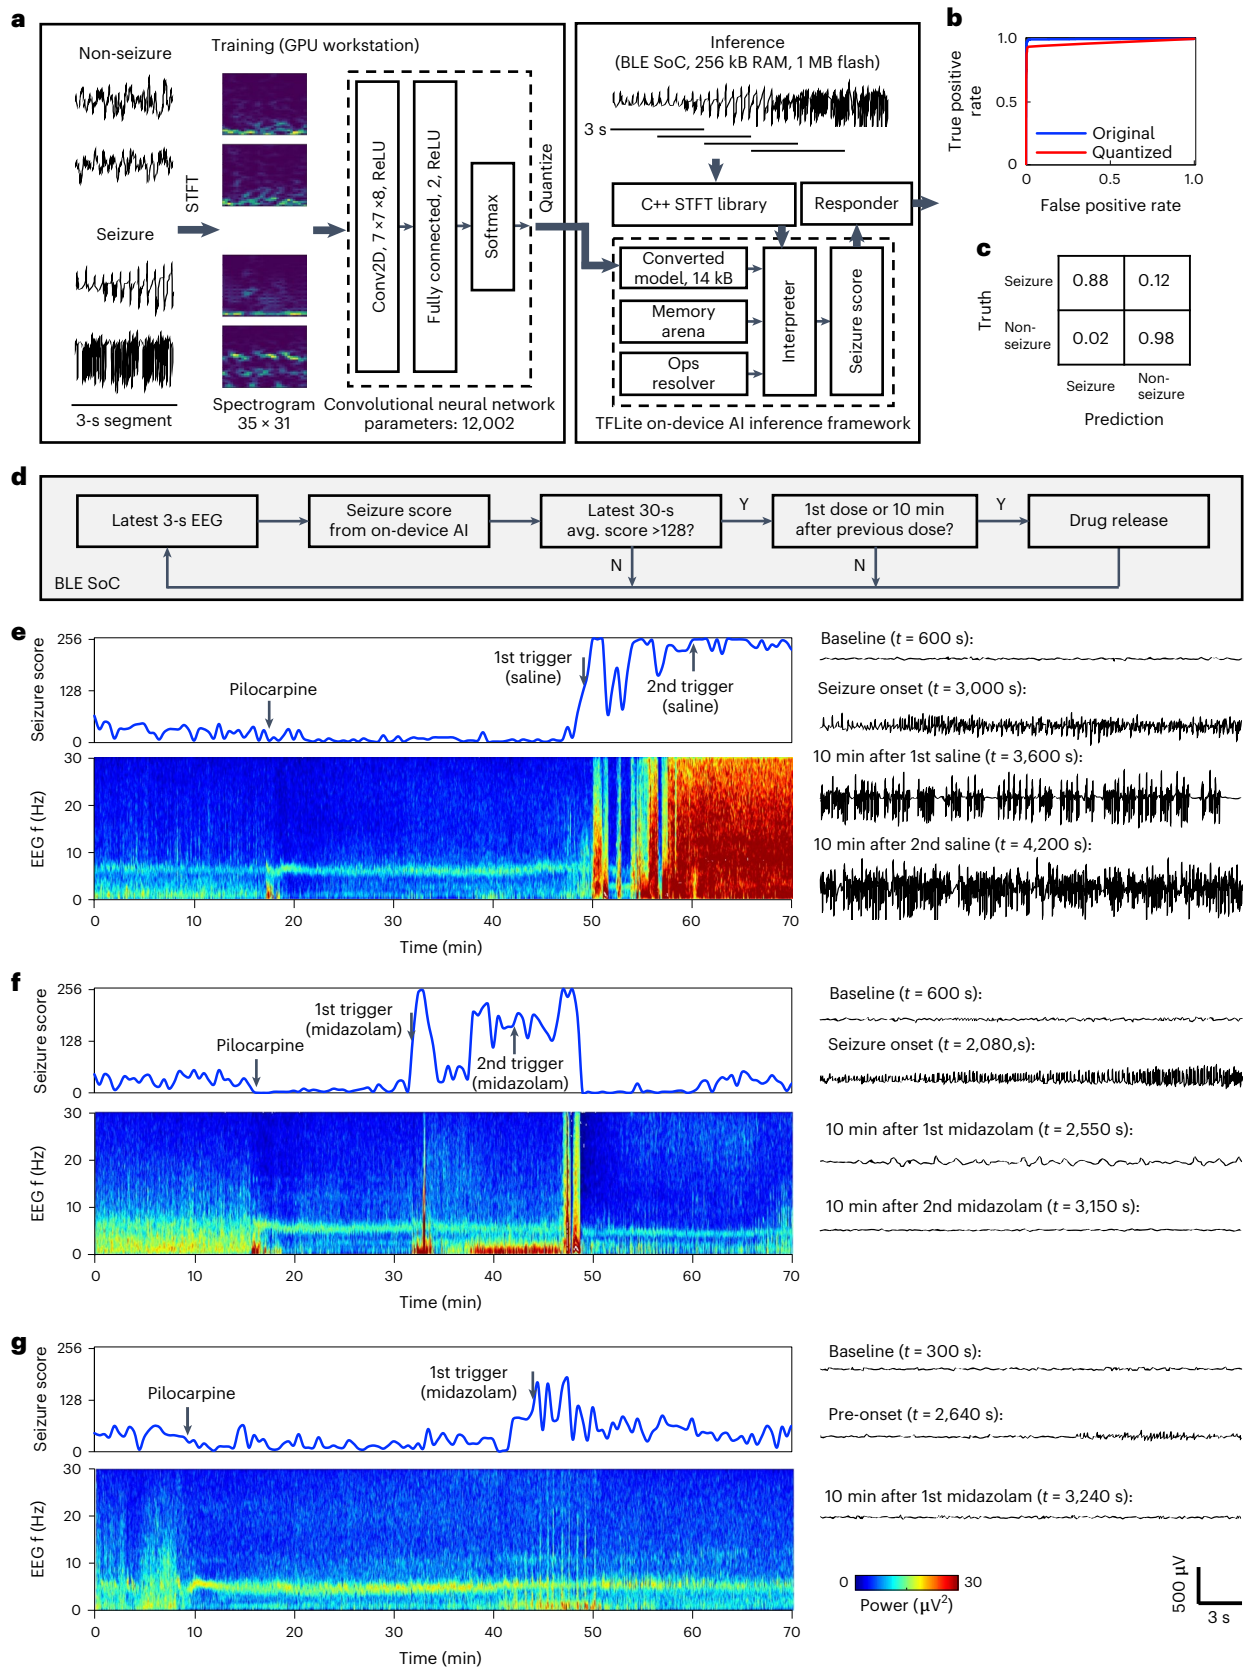 a
Training (GPU workstation)
Non-seizure
Seizure
3-s segment
STFT
Spectrogram
35 × 31
Conv2D, 7×7 ×8, ReLU
Fully connected, 2, ReLU
Softmax
Convolutional neural network
parameters: 12,002
Quantize
Inference
(BLE SoC, 256 kB RAM, 1 MB flash)
3 s
C++ STFT library
Responder
Converted
model, 14 kB
Memory
arena
Ops
resolver
Interpreter
Seizure score
TFLite on-device AI inference framework
b
True positive
rate
1.0
0.5
0
Original
Quantized
0
0.5
1.0
False positive rate
c
Truth
Seizure
0.88
0.12
Non-
seizure
0.02
0.98
Seizure
Non-
seizure
Prediction
d
Latest 3-s EEG
Seizure score
from on-device AI
Latest 30-s
avg. score >128?
Y
1st dose or 10 min
after previous dose?
Y
Drug release
N
N
BLE SoC
e
Seizure score
256
128
0
Pilocarpine
1st trigger
(saline)
2nd trigger
(saline)
EEG f (Hz)
30
20
10
0
0
10
20
30
40
50
60
70
Time (min)
Baseline (t = 600 s):
Seizure onset (t = 3,000 s):
10 min after 1st saline (t = 3,600 s):
10 min after 2nd saline (t = 4,200 s):
f
Seizure score
256
128
0
Pilocarpine
1st trigger
(midazolam)
2nd trigger
(midazolam)
EEG f (Hz)
30
20
10
0
0
10
20
30
40
50
60
70
Time (min)
Baseline (t = 600 s):
Seizure onset (t = 2,080,s):
10 min after 1st midazolam (t = 2,550 s):
10 min after 2nd midazolam (t = 3,150 s):
g
Seizure score
256
128
0
Pilocarpine
1st trigger
(midazolam)
EEG f (Hz)
30
20
10
0
0
10
20
30
40
50
60
70
Time (min)
Baseline (t = 300 s):
Pre-onset (t = 2,640 s):
10 min after 1st midazolam (t = 3,240 s):
0
30
Power (µV²)
500 µV
3 s